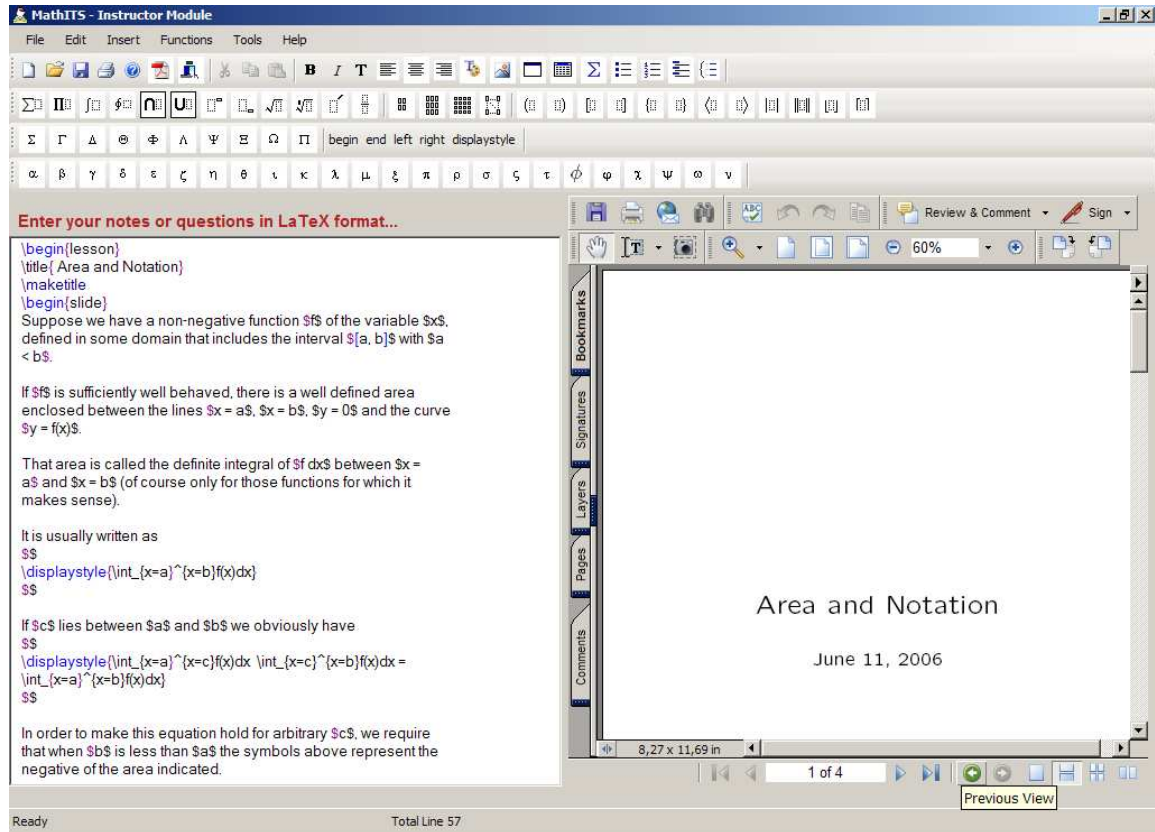 MathITS - Instructor Module
File Edit Insert Functions Tools Help
B I T
Σ Γ Δ Θ Φ Λ Ψ Ξ Ω Π begin end left right displaystyle
α β γ δ ε ζ η θ ι κ λ μ ξ π ρ σ ς τ ϕ φ χ ψ ω ν
Enter your notes or questions in LaTeX format...
\begin{lesson}
\title{ Area and Notation}
\maketitle
\begin{slide}
Suppose we have a non-negative function $f$ of the variable $x$,
defined in some domain that includes the interval $[a, b]$ with $a
< b$.
If $f$ is sufficiently well behaved, there is a well defined area
enclosed between the lines $x = a$, $x = b$, $y = 0$ and the curve
$y = f(x)$.
That area is called the definite integral of $f dx$ between $x =
a$ and $x = b$ (of course only for those functions for which it
makes sense).
It is usually written as
$$
\displaystyle{\int_{x=a}^{x=b}f(x)dx}
$$
If $c$ lies between $a$ and $b$ we obviously have
$$
\displaystyle{\int_{x=a}^{x=c}f(x)dx \int_{x=c}^{x=b}f(x)dx =
\int_{x=a}^{x=b}f(x)dx}
$$
In order to make this equation hold for arbitrary $c$, we require
that when $b$ is less than $a$ the symbols above represent the
negative of the area indicated.
Review & Comment Sign
60%
Bookmarks
Signatures
Layers
Pages
Comments
Area and Notation
June 11, 2006
8,27 x 11,69 in
1 of 4
Previous View
Ready Total Line 57